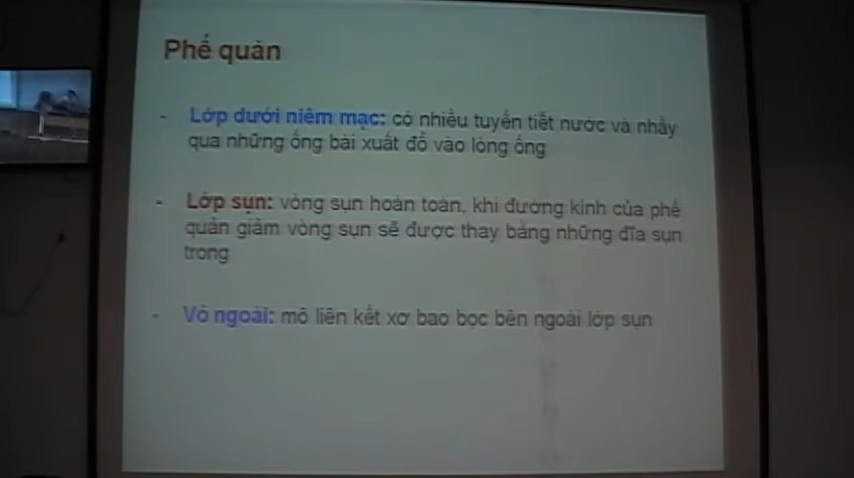 Phế quản
- Lớp dưới niêm mạc: có nhiều tuyến tiết nước và nhầy
qua những ống bài xuất đổ vào lòng ống
- Lớp sụn: vòng sụn hoàn toàn, khi đường kính của phế
quản giảm vòng sụn sẽ được thay bằng những đĩa sụn
trong
- Vỏ ngoài: mô liên kết xơ bao bọc bên ngoài lớp sụn